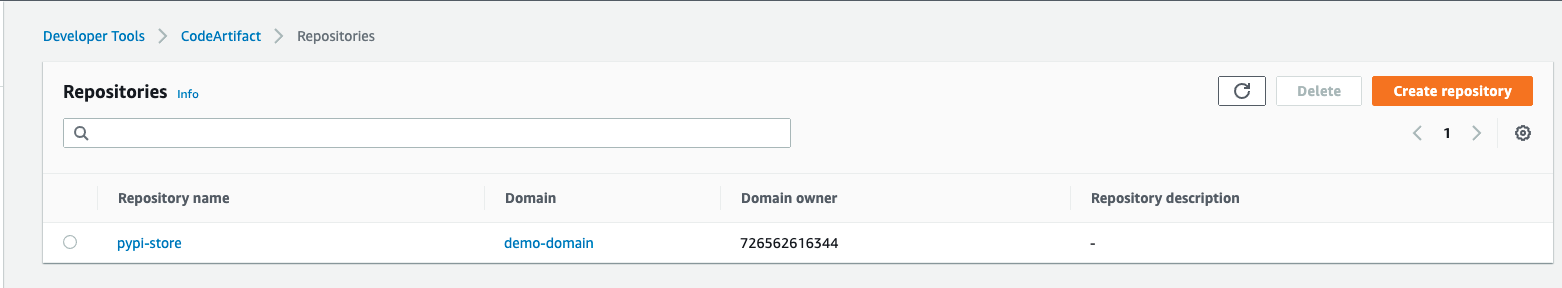 Developer Tools > CodeArtifact > Repositories
Repositories Info
Delete
Create repository
1
Repository name Domain Domain owner Repository description
pypi-store demo-domain 726562616344 -